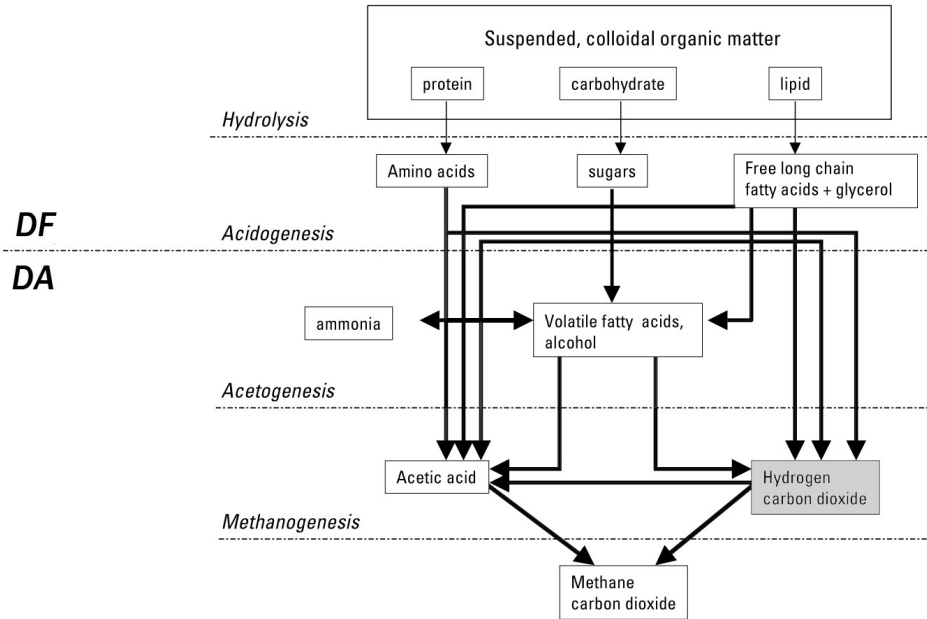 Suspended, colloidal organic matter
protein
carbohydrate
lipid
Hydrolysis
Amino acids
sugars
Free long chain
fatty acids + glycerol
DF
Acidogenesis
DA
ammonia
Volatile fatty acids,
alcohol
Acetogenesis
Acetic acid
Hydrogen
carbon dioxide
Methanogenesis
Methane
carbon dioxide